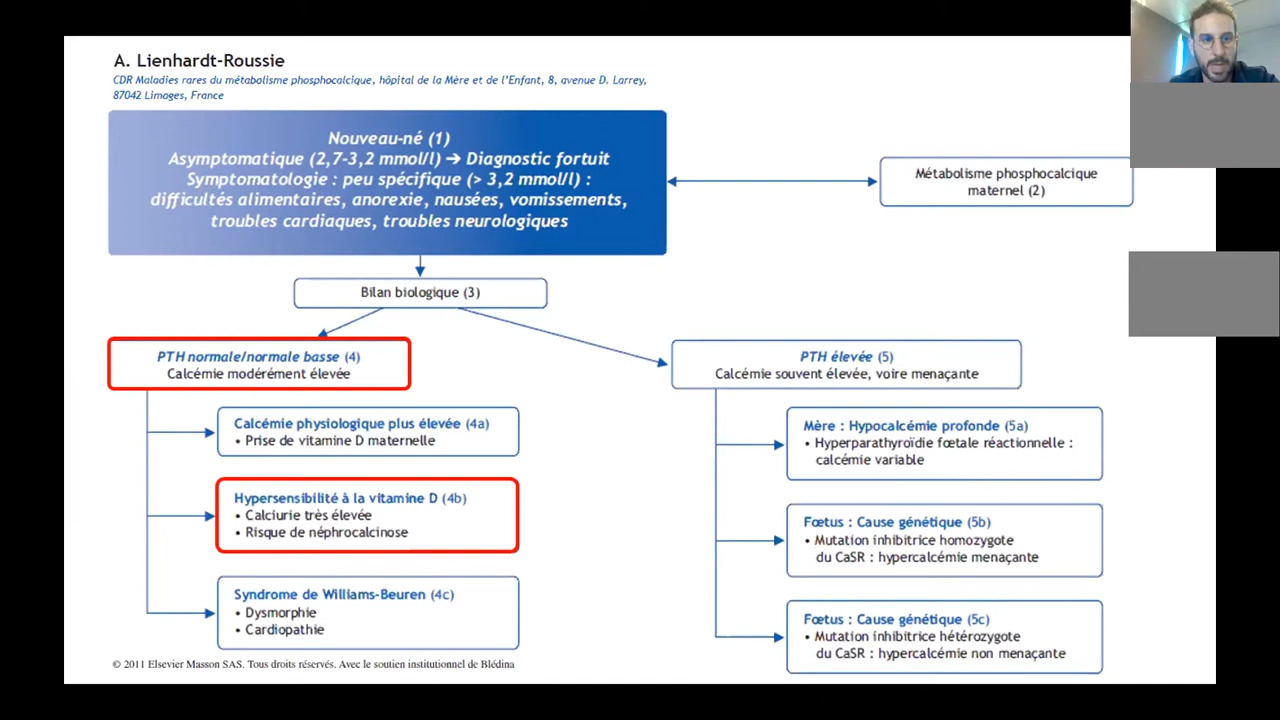 A. Lienhardt-Roussie
CDR Maladies rares du métabolisme phosphocalcique, hôpital de la Mère et de l'Enfant, 8, avenue D. Larrey,
87042 Limoges, France
Nouveau-né (1)
Asymptomatique (2,7-3,2 mmol/l) ➔ Diagnostic fortuit
Symptomatologie : peu spécifique (> 3,2 mmol/l) :
difficultés alimentaires, anorexie, nausées, vomissements,
troubles cardiaques, troubles neurologiques
Métabolisme phosphocalcique
maternel (2)
Bilan biologique (3)
PTH normale/normale basse (4)
Calcémie modérément élevée
Calcémie physiologique plus élevée (4a)
• Prise de vitamine D maternelle
Hypersensibilité à la vitamine D (4b)
• Calciurie très élevée
• Risque de néphrocalcinose
Syndrome de Williams-Beuren (4c)
• Dysmorphie
• Cardiopathie
PTH élevée (5)
Calcémie souvent élevée, voire menaçante
Mère : Hypocalcémie profonde (5a)
• Hyperparathyroïdie fœtale réactionnelle :
calcémie variable
Fœtus : Cause génétique (5b)
• Mutation inhibitrice homozygote
du CaSR : hypercalcémie menaçante
Fœtus : Cause génétique (5c)
• Mutation inhibitrice hétérozygote
du CaSR : hypercalcémie non menaçante
© 2011 Elsevier Masson SAS. Tous droits réservés. Avec le soutien institutionnel de Blédina